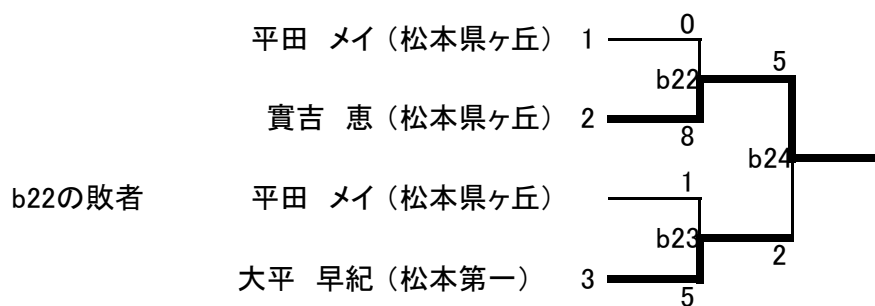 平田　メイ（松本県ヶ丘） 1 0
b22 5
實吉　恵（松本県ヶ丘） 2 8
b24
b22の敗者 平田　メイ（松本県ヶ丘） 1
b23 2
大平　早紀（松本第一） 3 5